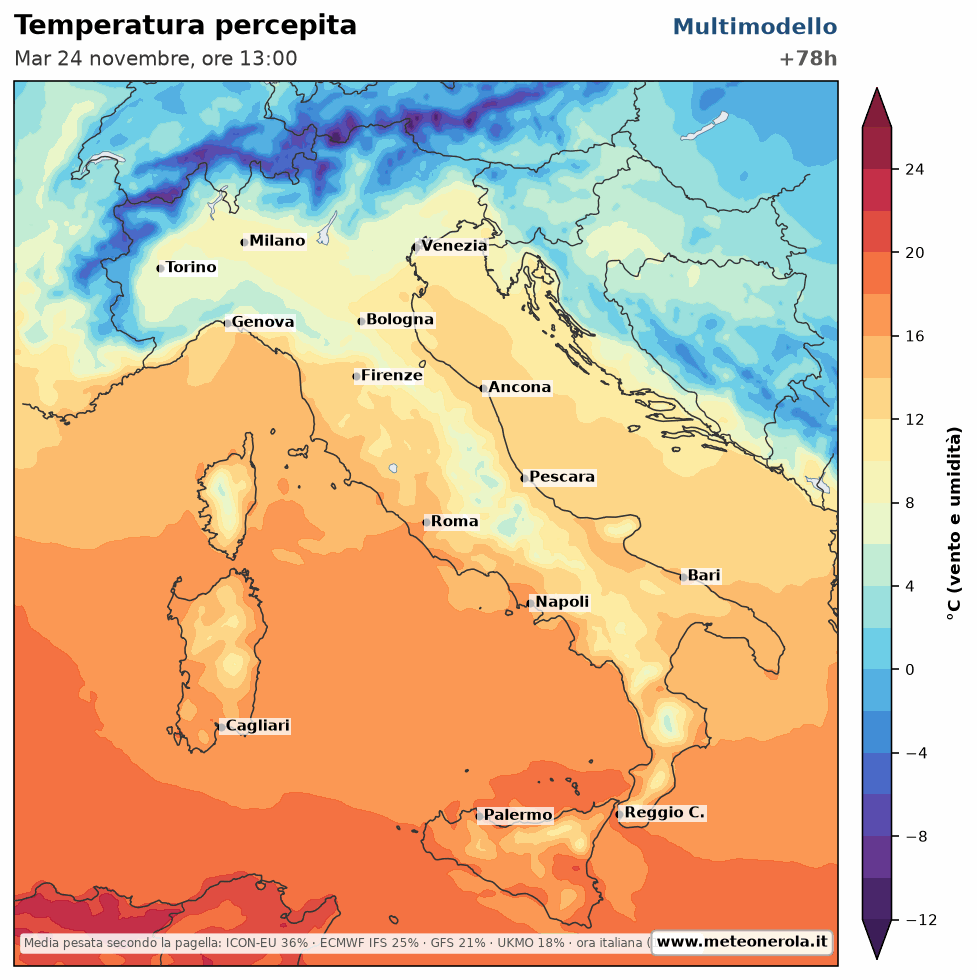 Temperatura percepita
Multimodello
Mar 24 novembre, ore 13:00
+78h
Milano
Venezia
Torino
Genova
Bologna
Firenze
Ancona
Pescara
Roma
Bari
Napoli
Cagliari
Palermo
Reggio C.
24
20
16
12
8
4
0
−4
−8
−12
°C (vento e umidità)
Media pesata secondo la pagella: ICON-EU 36% · ECMWF IFS 25% · GFS 21% · UKMO 18% · ora italiana (
www.meteonerola.it